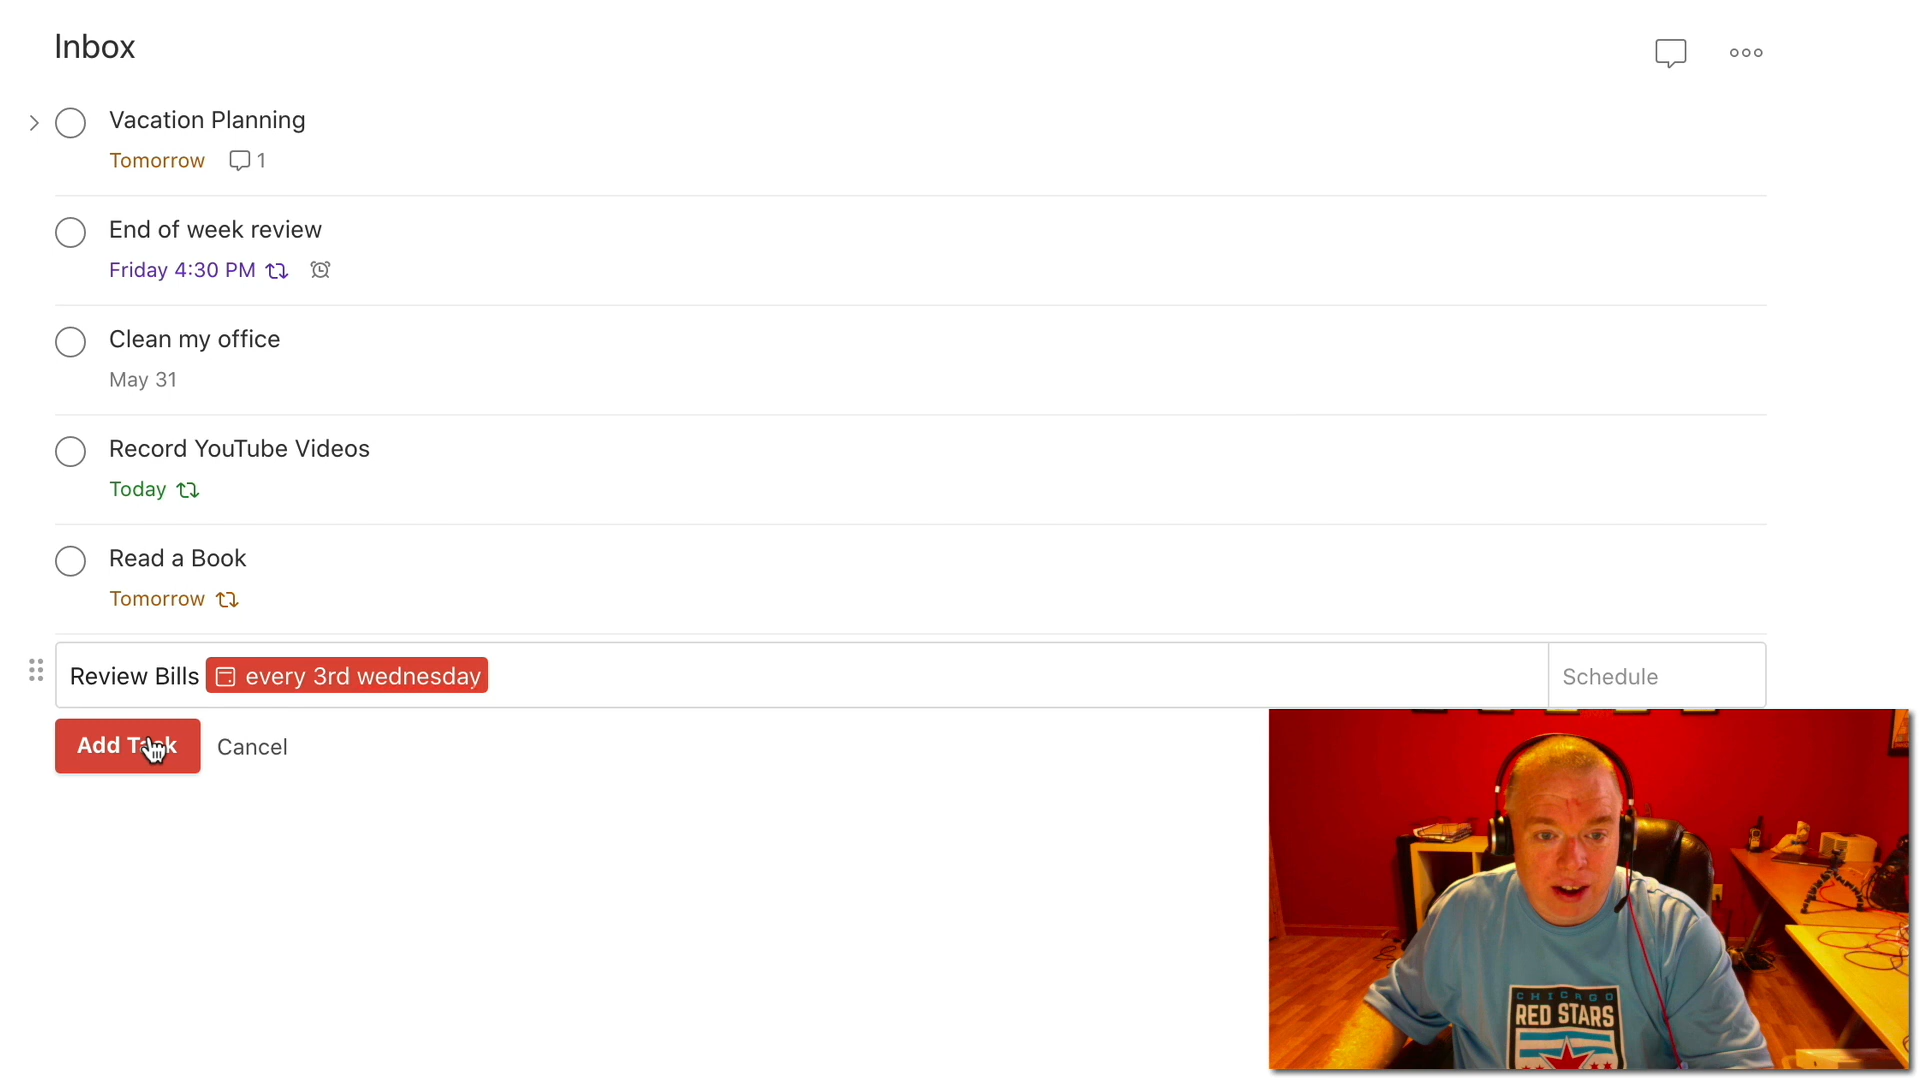 Inbox
Vacation Planning
Tomorrow 1
End of week review
Friday 4:30 PM
Clean my office
May 31
Record YouTube Videos
Today
Read a Book
Tomorrow
Review Bills every 3rd wednesday
Schedule
Add Task
Cancel
CHICAGO
RED STARS